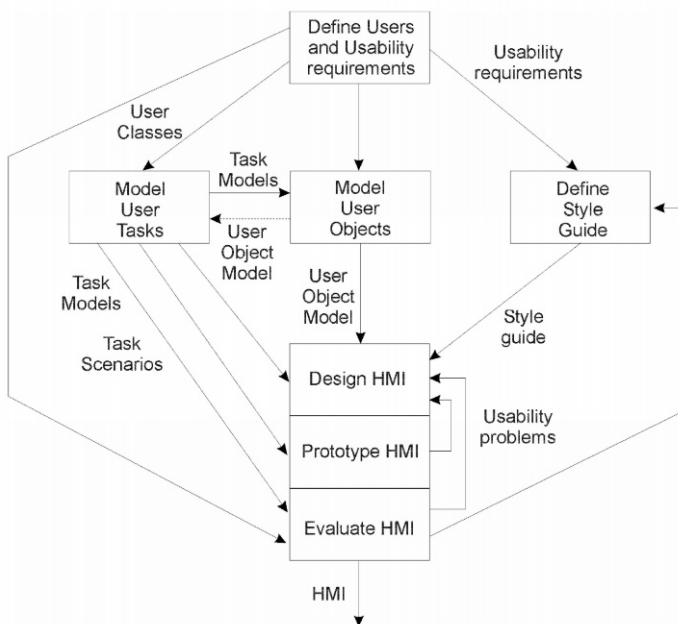 Define Users
and Usability
requirements
Usability
requirements
User
Classes
Task
Models
Model
User
Tasks
Model
User
Objects
Define
Style
Guide
User
Object
Model
Task
Models
User
Object
Model
Task
Scenarios
Style
guide
Design HMI
Usability
problems
Prototype HMI
Evaluate HMI
HMI